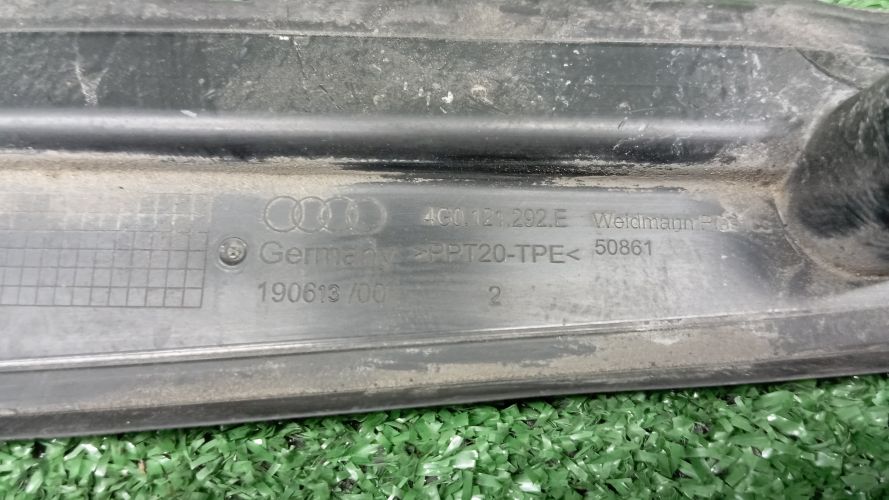 4G0.121.292.E Weidmann
Germany >PPT20-TPE< 50861
190613 /00 2